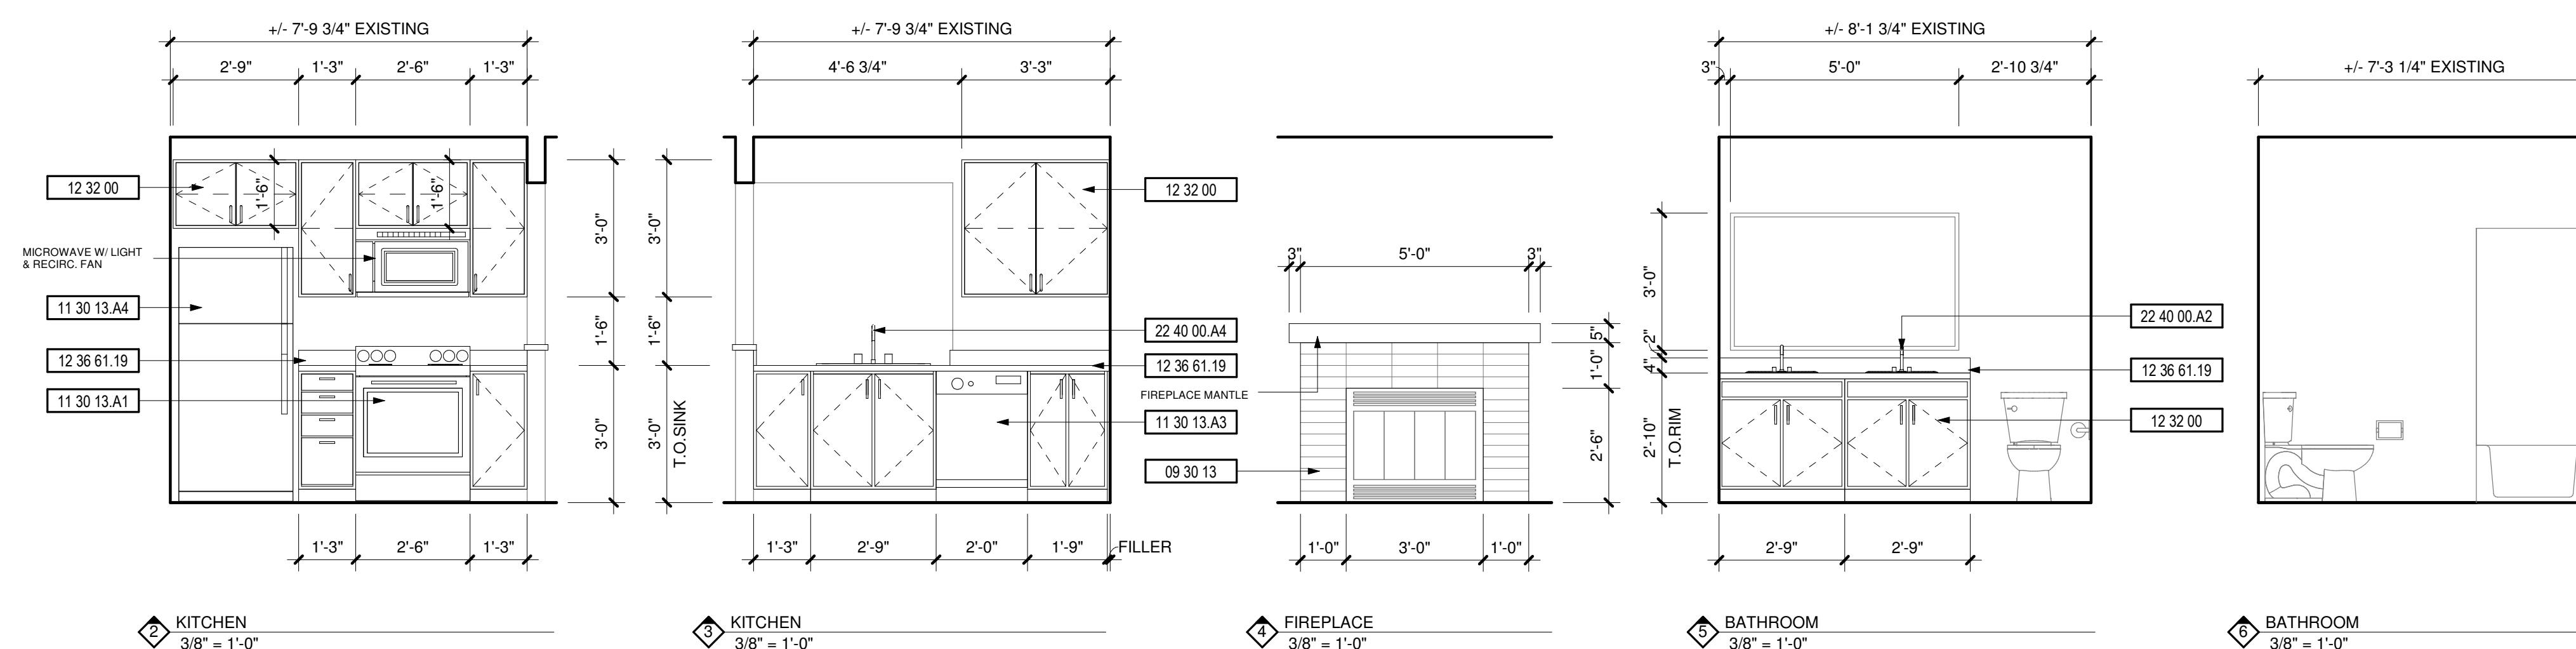 +/- 7'-9 3/4" EXISTING
2'-9"
1'-3"
2'-6"
1'-3"
12 32 00
1'-6"
1'-6"
MICROWAVE W/ LIGHT
& RECIRC. FAN
11 30 13.A4
12 36 61.19
11 30 13.A1
3'-0"
1'-6"
3'-0"
1'-3"
2'-6"
1'-3"
2
KITCHEN
3/8" = 1'-0"
+/- 7'-9 3/4" EXISTING
4'-6 3/4"
3'-3"
3'-0"
1'-6"
3'-0"
T.O.SINK
12 32 00
22 40 00.A4
12 36 61.19
11 30 13.A3
1'-3"
2'-9"
2'-0"
1'-9"
FILLER
3
KITCHEN
3/8" = 1'-0"
3"
5'-0"
3"
FIREPLACE MANTLE
09 30 13
5"
1'-0"
2'-6"
1'-0"
3'-0"
1'-0"
4
FIREPLACE
3/8" = 1'-0"
+/- 8'-1 3/4" EXISTING
3"
5'-0"
2'-10 3/4"
3'-0"
2"
4"
2'-10"
T.O.RIM
22 40 00.A2
12 36 61.19
12 32 00
2'-9"
2'-9"
5
BATHROOM
3/8" = 1'-0"
+/- 7'-3 1/4" EXISTING
6
BATHROOM
3/8" = 1'-0"